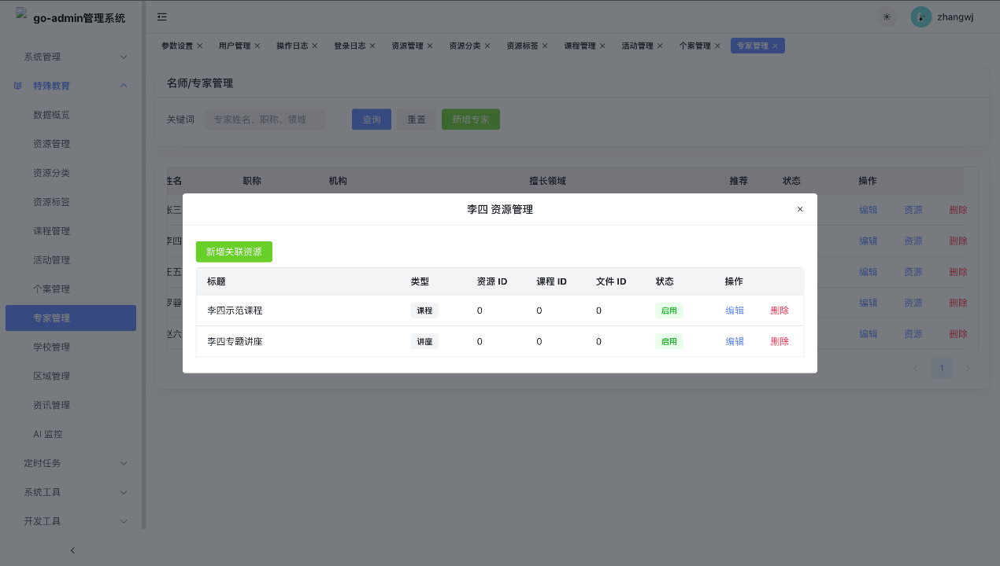 go-admin管理系统
zhangwj
参数设置 用户管理 操作日志 登录日志 资源管理 资源分类 资源标签 课程管理 活动管理 个案管理 专家管理
系统管理
特殊教育
数据概览
资源管理
资源分类
资源标签
课程管理
活动管理
个案管理
专家管理
学校管理
区域管理
资讯管理
AI 监控
定时任务
系统工具
开发工具
名师/专家管理
关键词 专家姓名、职称、领域 查询 重置 新增专家
姓名 职称 机构 擅长领域 推荐 状态 操作
张三 编辑 资源 删除
李四 编辑 资源 删除
王五 编辑 资源 删除
罗蓉 编辑 资源 删除
赵六 编辑 资源 删除
1
李四 资源管理
新增关联资源
标题 类型 资源 ID 课程 ID 文件 ID 状态 操作
李四示范课程 课程 0 0 0 启用 编辑 删除
李四专题讲座 讲座 0 0 0 启用 编辑 删除